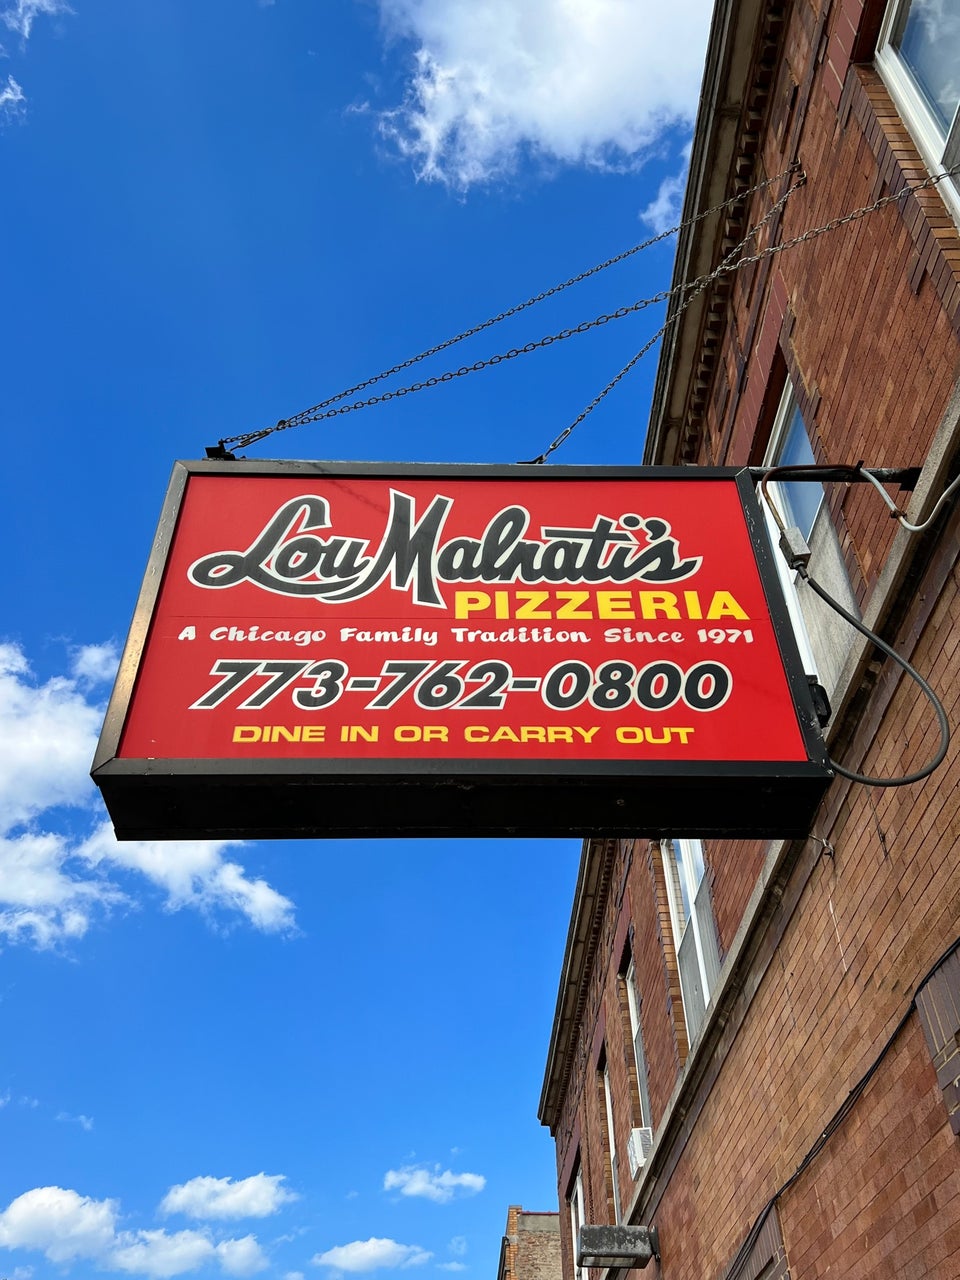 Lou Malnati's
PIZZERIA
A Chicago Family Tradition Since 1971
773-762-0800
DINE IN OR CARRY OUT